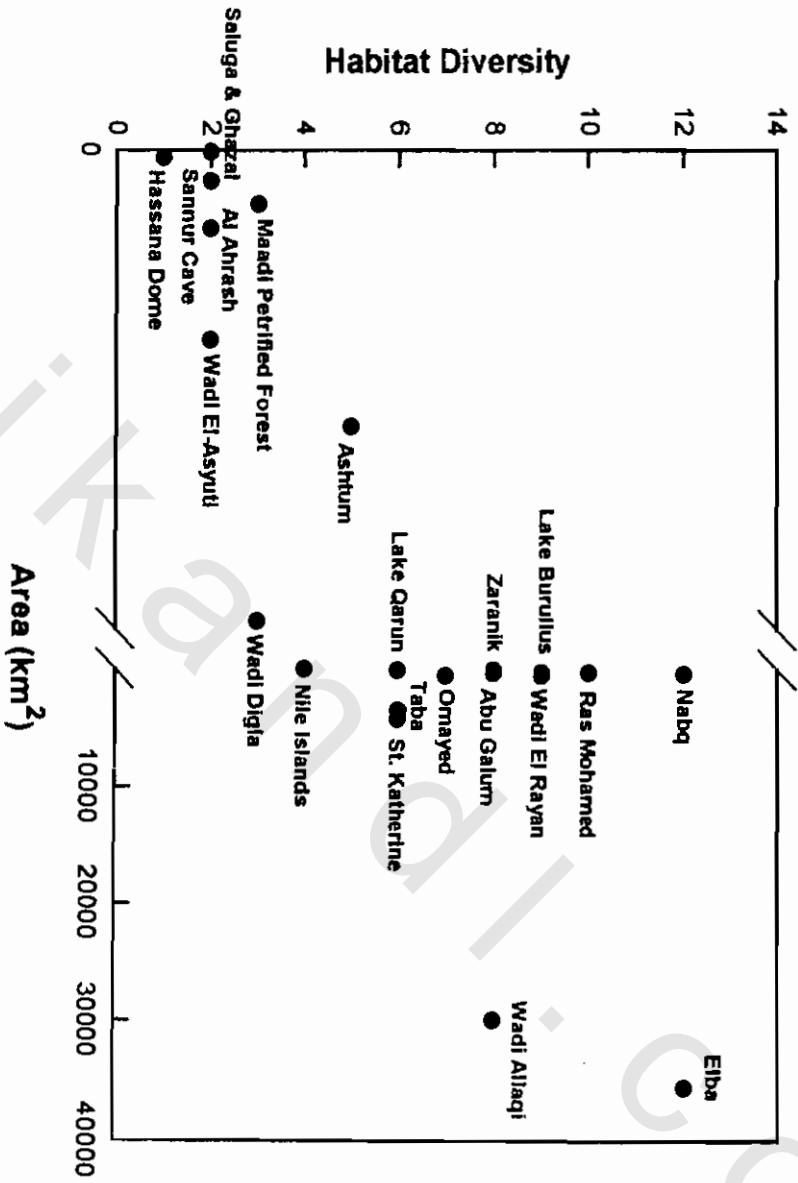 Habitat Diversity
14
12
10
8
6
4
2
0
0
10000
20000
30000
40000
Area (km²)
Saluga & Ghazal
Hassana Dome
Sannur Cave
Al Ahrash
Maadi Petrified Forest
Wadi El-Asyuti
Ashtum
Wadi Digla
Nile Islands
Lake Qarun
Taba
St. Katherine
Omayed
Zaranik
Abu Galum
Lake Burullus
Wadi El Rayan
Ras Mohamed
Nabq
Wadi Allaqi
Elba
ikandl.co